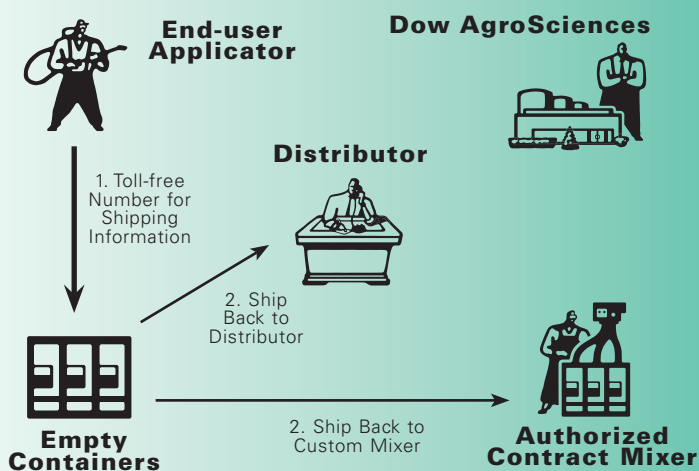 End-user
Applicator
Dow AgroSciences
Distributor
1. Toll-free
Number for
Shipping
Information
2. Ship
Back to
Distributor
2. Ship Back to
Custom Mixer
Empty
Containers
Authorized
Contract Mixer